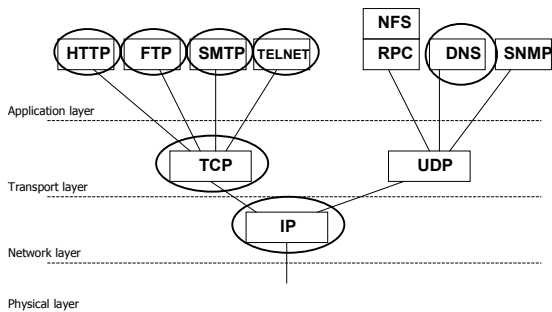 NFS
HTTP FTP SMTP TELNET RPC DNS SNMP
Application layer
TCP UDP
Transport layer
IP
Network layer
Physical layer